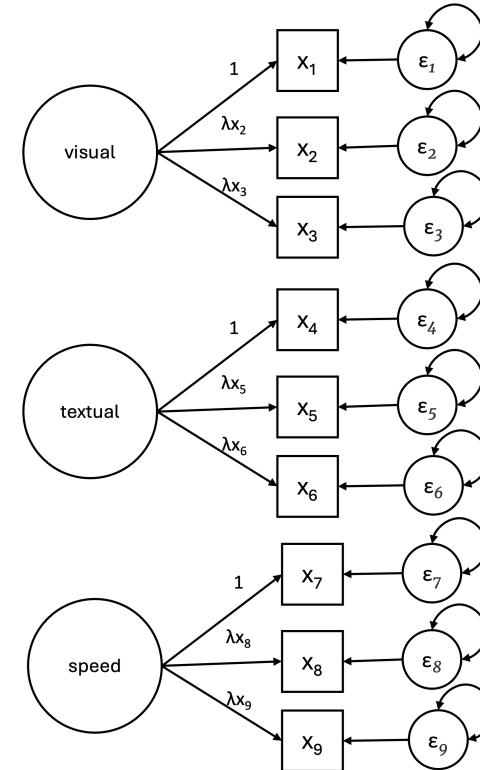 1 x₁ ε₁
visual λx₂ x₂ ε₂
λx₃ x₃ ε₃
1 x₄ ε₄
textual λx₅ x₅ ε₅
λx₆ x₆ ε₆
1 x₇ ε₇
speed λx₈ x₈ ε₈
λx₉ x₉ ε₉